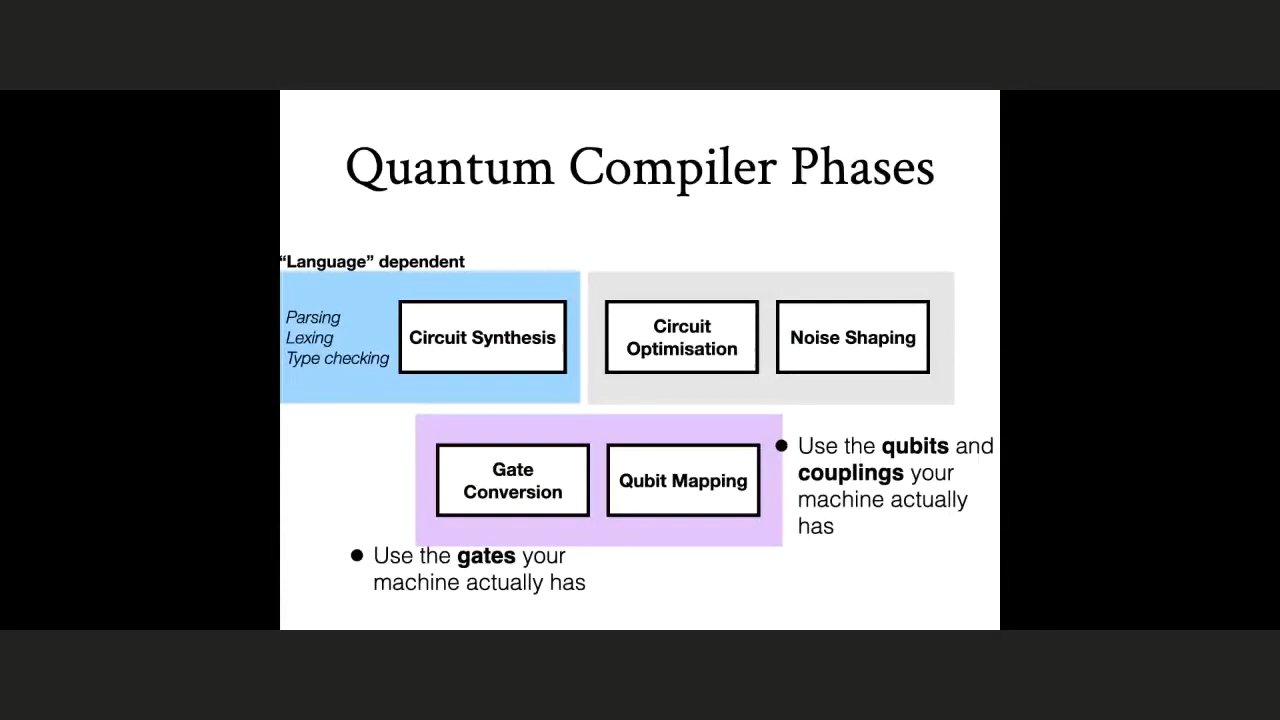 Quantum Compiler Phases
“Language” dependent
Parsing
Lexing
Type checking
Circuit Synthesis
Circuit
Optimisation
Noise Shaping
Gate
Conversion
Qubit Mapping
● Use the qubits and
couplings your
machine actually
has
● Use the gates your
machine actually has